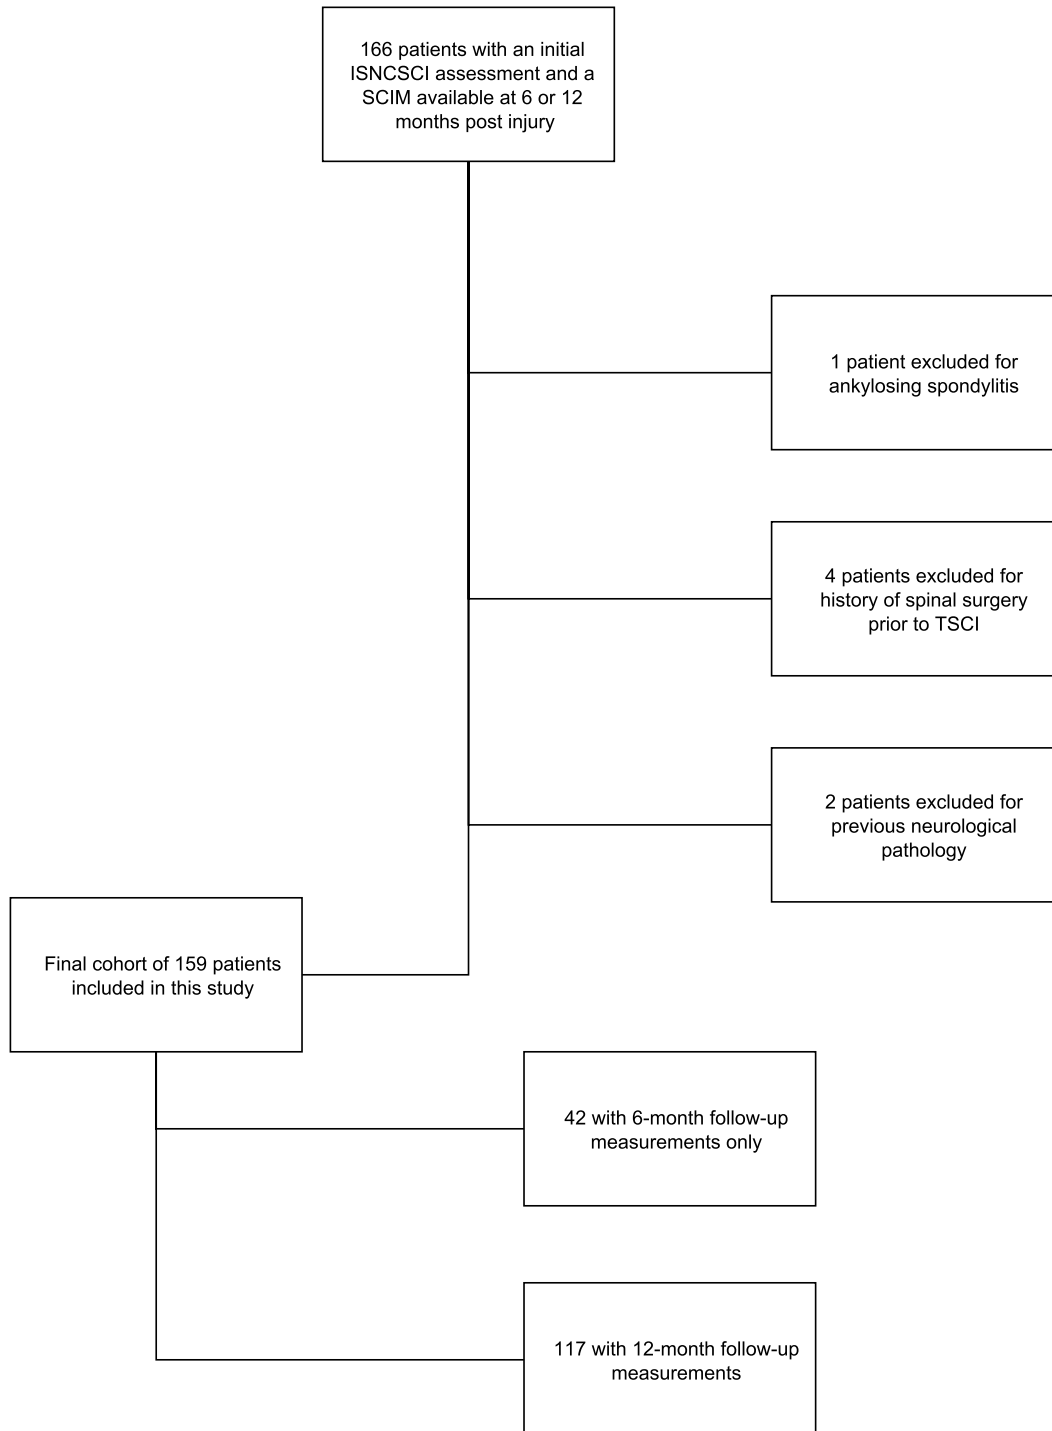 166 patients with an initial
ISNCSCI assessment and a
SCIM available at 6 or 12
months post injury
1 patient excluded for
ankylosing spondylitis
4 patients excluded for
history of spinal surgery
prior to TSCI
2 patients excluded for
previous neurological
pathology
Final cohort of 159 patients
included in this study
42 with 6-month follow-up
measurements only
117 with 12-month follow-up
measurements